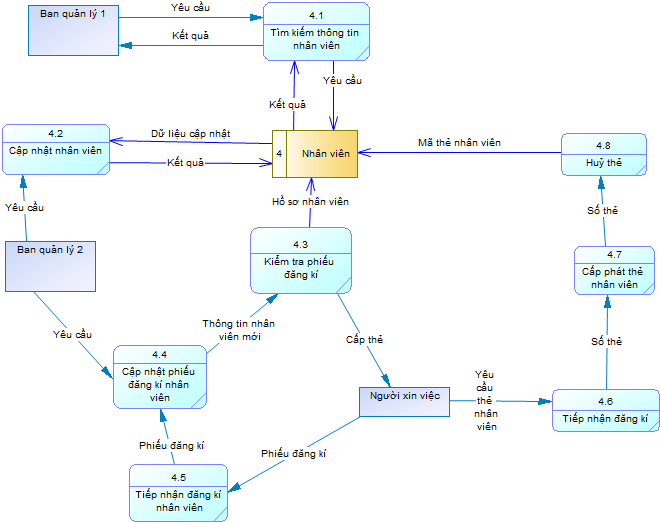 Ban quản lý 1
Yêu cầu
Kết quả
4.1
Tìm kiếm thông tin
nhân viên
Kết quả
Yêu cầu
4.2
Cập nhật nhân viên
Dữ liệu cập nhật
Kết quả
4
Nhân viên
Mã thẻ nhân viên
4.8
Huỷ thẻ
Yêu cầu
Hồ sơ nhân viên
Số thẻ
Ban quản lý 2
4.3
Kiểm tra phiếu
đăng kí
4.7
Cấp phát thẻ
nhân viên
Yêu cầu
Thông tin nhân
viên mới
Cấp thẻ
Số thẻ
4.4
Cập nhật phiếu
đăng kí nhân
viên
Người xin việc
Yêu
cầu
thẻ
nhân
viên
4.6
Tiếp nhận đăng kí
Phiếu đăng kí
Phiếu đăng kí
4.5
Tiếp nhận đăng kí
nhân viên